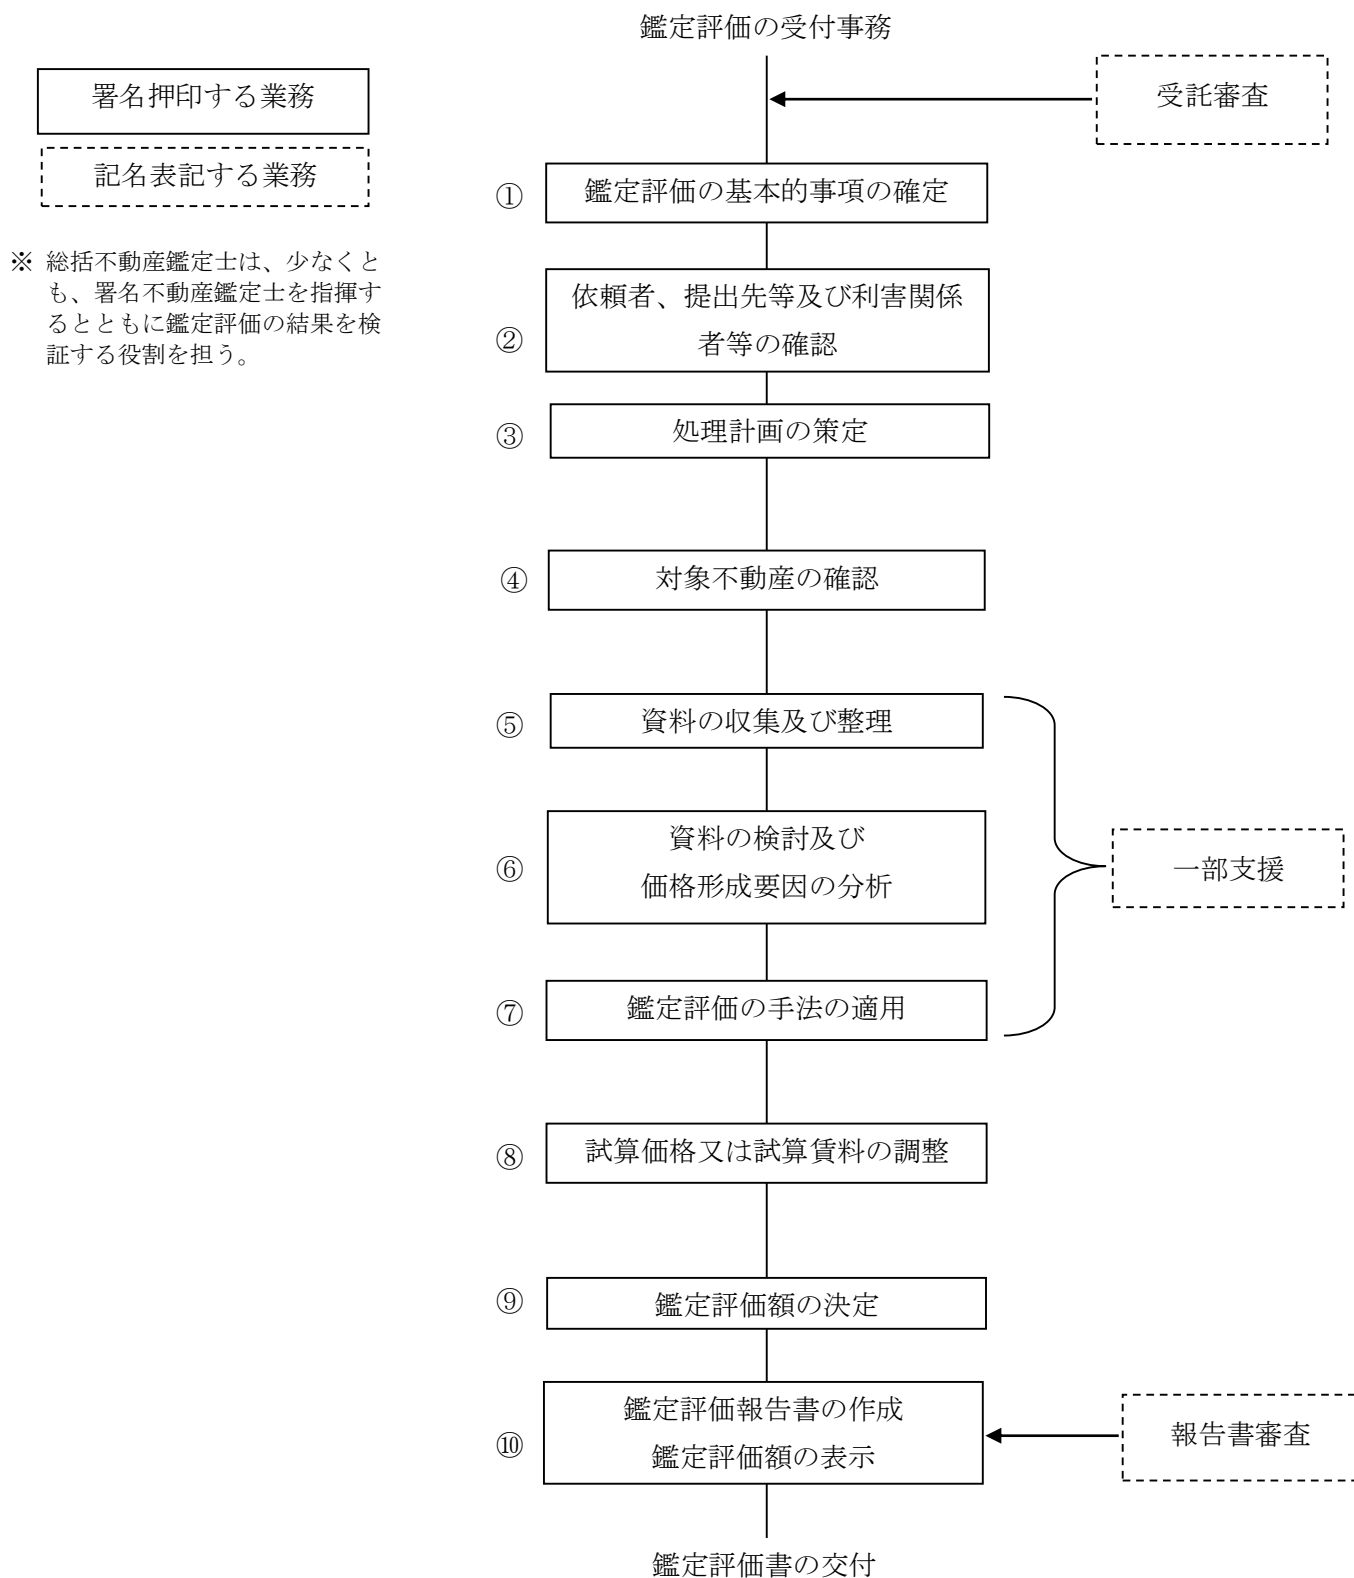 鑑定評価の受付事務
署名押印する業務
受託審査
記名表記する業務
① 鑑定評価の基本的事項の確定
※ 総括不動産鑑定士は、少なくと
も、署名不動産鑑定士を指揮す
るとともに鑑定評価の結果を検
証する役割を担う。
② 依頼者、提出先等及び利害関係
者等の確認
③ 処理計画の策定
④ 対象不動産の確認
⑤ 資料の収集及び整理
⑥ 資料の検討及び
価格形成要因の分析
一部支援
⑦ 鑑定評価の手法の適用
⑧ 試算価格又は試算賃料の調整
⑨ 鑑定評価額の決定
⑩ 鑑定評価報告書の作成
鑑定評価額の表示
報告書審査
鑑定評価書の交付